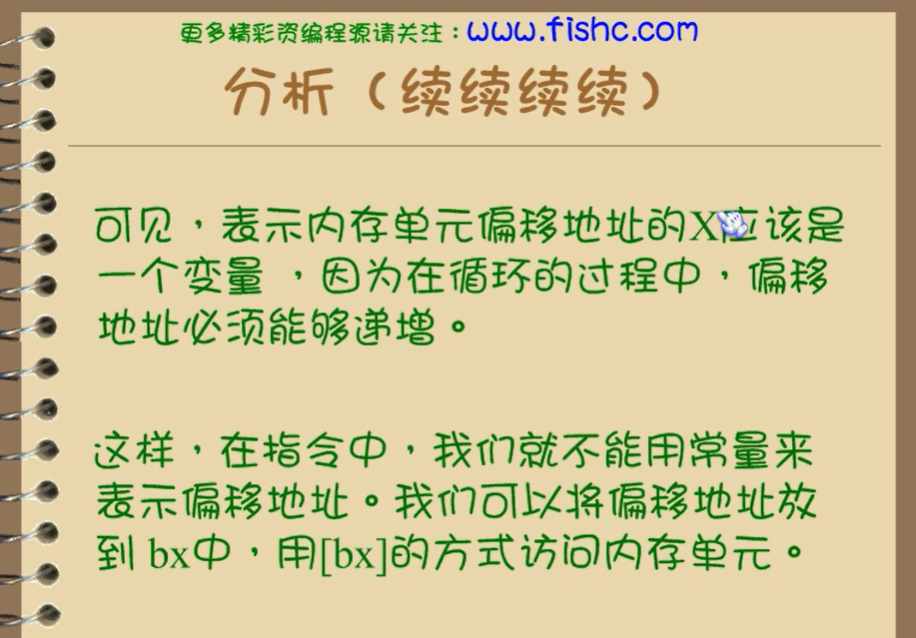 更多精彩资编程源请关注：www.fishc.com
分析（续续续续）
可见，表示内存单元偏移地址的X应该是
一个变量 ，因为在循环的过程中，偏移
地址必须能够递增。
这样，在指令中，我们就不能用常量来
表示偏移地址。我们可以将偏移地址放
到 bx中，用[bx]的方式访问内存单元。